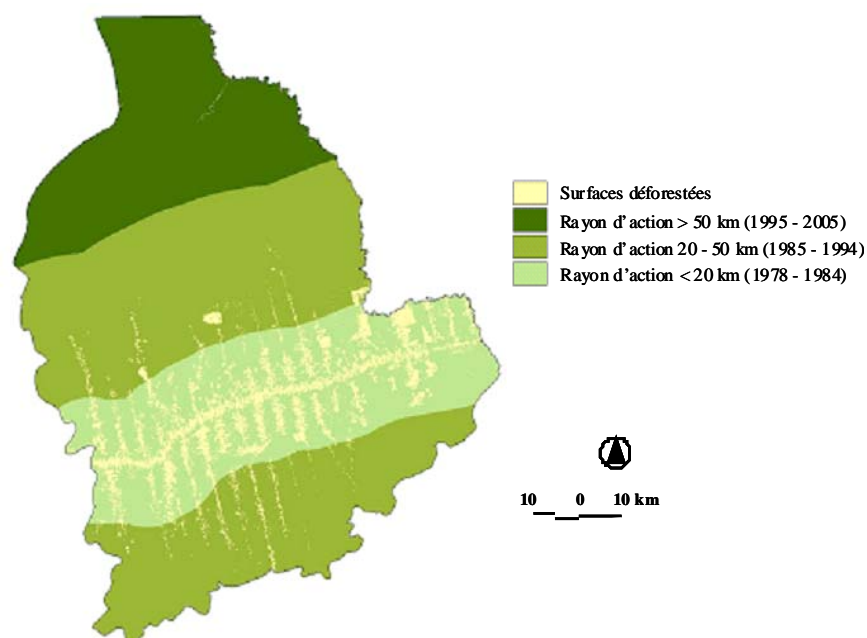 Surfaces déforestées
Rayon d'action > 50 km (1995 - 2005)
Rayon d'action 20 - 50 km (1985 - 1994)
Rayon d'action < 20 km (1978 - 1984)
10 0 10 km